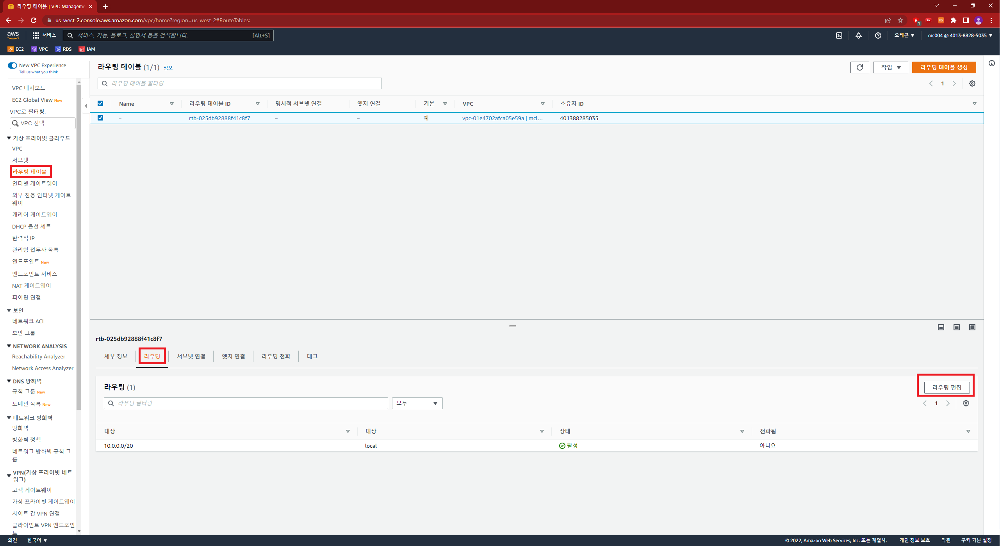 라우팅 테이블 | VPC Manageme
us-west-2.console.aws.amazon.com/vpc/home?region=us-west-2#RouteTables:
1
aws
서비스
서비스, 기능, 블로그, 설명서 등을 검색합니다.
[Alt+S]
오레곤
mc004 @ 4013-8828-5035
EC2
VPC
RDS
IAM
New VPC Experience
Tell us what you think
VPC 대시보드
EC2 Global View New
VPC로 필터링:
VPC 선택
가상 프라이빗 클라우드
VPC
서브넷
라우팅 테이블
인터넷 게이트웨이
외부 전용 인터넷 게이트
웨이
캐리어 게이트웨이
DHCP 옵션 세트
탄력적 IP
관리형 접두사 목록
엔드포인트 New
엔드포인트 서비스
NAT 게이트웨이
피어링 연결
보안
네트워크 ACL
보안 그룹
NETWORK ANALYSIS
Reachability Analyzer
Network Access Analyzer
DNS 방화벽
규칙 그룹 New
도메인 목록 New
네트워크 방화벽
방화벽
방화벽 정책
네트워크 방화벽 규칙 그
룹
VPN(가상 프라이빗 네트
워크)
고객 게이트웨이
가상 프라이빗 게이트웨이
사이트 간 VPN 연결
클라이언트 VPN 엔드포인
트
라우팅 테이블 (1/1) 정보
작업
라우팅 테이블 생성
라우팅 테이블 필터링
1
Name
라우팅 테이블 ID
명시적 서브넷 연결
엣지 연결
기본
VPC
소유자 ID
–
rtb-025db92888f41c8f7
–
–
예
vpc-01e4702afca05e59a | mcl...
401388285035
rtb-025db92888f41c8f7
세부 정보
라우팅
서브넷 연결
엣지 연결
라우팅 전파
태그
라우팅 (1)
라우팅 편집
라우팅 필터링
모두
1
대상
대상
상태
전파됨
10.0.0.0/20
local
활성
아니요
의견
한국어
© 2022, Amazon Web Services, Inc. 또는 계열사.
개인 정보 보호
약관
쿠키 기본 설정